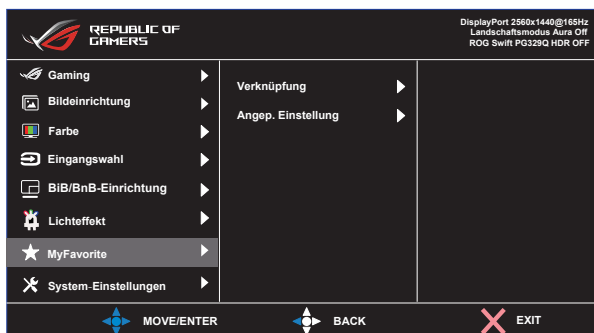 REPUBLIC OF
GAMERS
DisplayPort 2560x1440@165Hz
Landschaftsmodus Aura Off
ROG Swift PG329Q HDR OFF
Gaming
Bildeinrichtung
Farbe
Eingangswahl
BiB/BnB-Einrichtung
Lichteffekt
MyFavorite
System-Einstellungen
Verknüpfung
Angep. Einstellung
MOVE/ENTER
BACK
EXIT